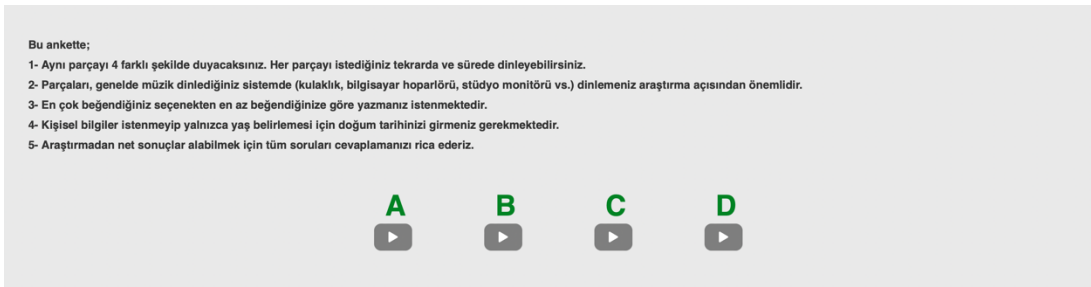 Bu ankette;
1- Aynı parçayı 4 farklı şekilde duyacaksınız. Her parçayı istediğiniz tekrarda ve sürede dinleyebilirsiniz.
2- Parçaları, genelde müzik dinlediğiniz sistemde (kulaklık, bilgisayar hoparlörü, stüdyo monitörü vs.) dinlemeniz araştırma açısından önemlidir.
3- En çok beğendiğiniz seçenekten en az beğendiğinize göre yazmanız istenmektedir.
4- Kişisel bilgiler istenmeyip yalnızca yaş belirlemesi için doğum tarihinizi girmeniz gerekmektedir.
5- Araştırmadan net sonuçlar alabilmek için tüm soruları cevaplamanızı rica ederiz.
A B C D